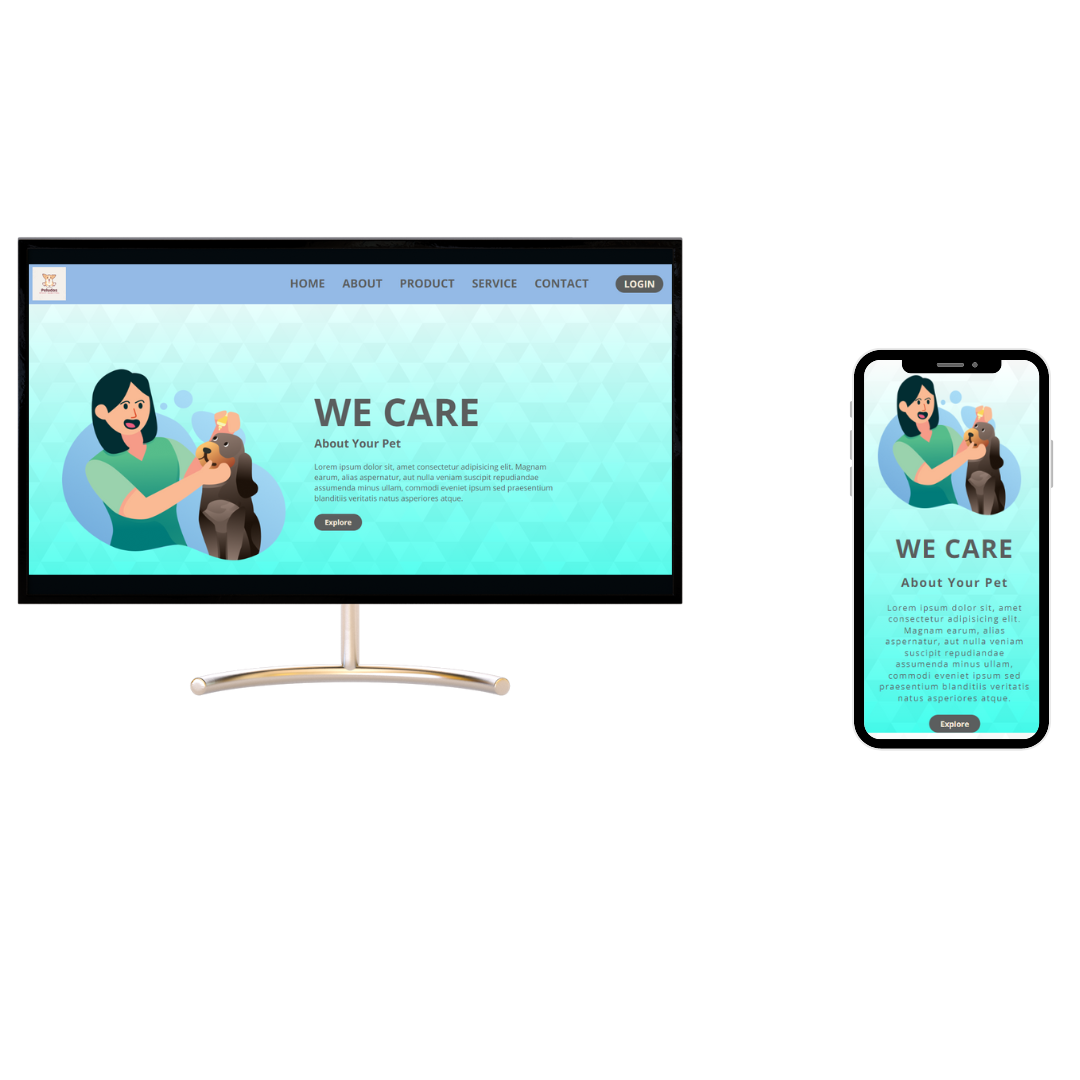 HOME ABOUT PRODUCT SERVICE CONTACT LOGIN
WE CARE
About Your Pet
Lorem ipsum dolor sit, amet consectetur adipisicing elit. Magnam
earum, alias aspernatur, aut nulla veniam suscipit repudiandae
assumenda minus ullam, commodi eveniet ipsum sed praesentium
blanditiis veritatis natus asperiores atque.
Explore
WE CARE
About Your Pet
Lorem ipsum dolor sit, amet
consectetur adipisicing elit.
Magnam earum, alias
aspernatur, aut nulla veniam
suscipit repudiandae
assumenda minus ullam,
commodi eveniet ipsum sed
praesentium blanditiis veritatis
natus asperiores atque.
Explore